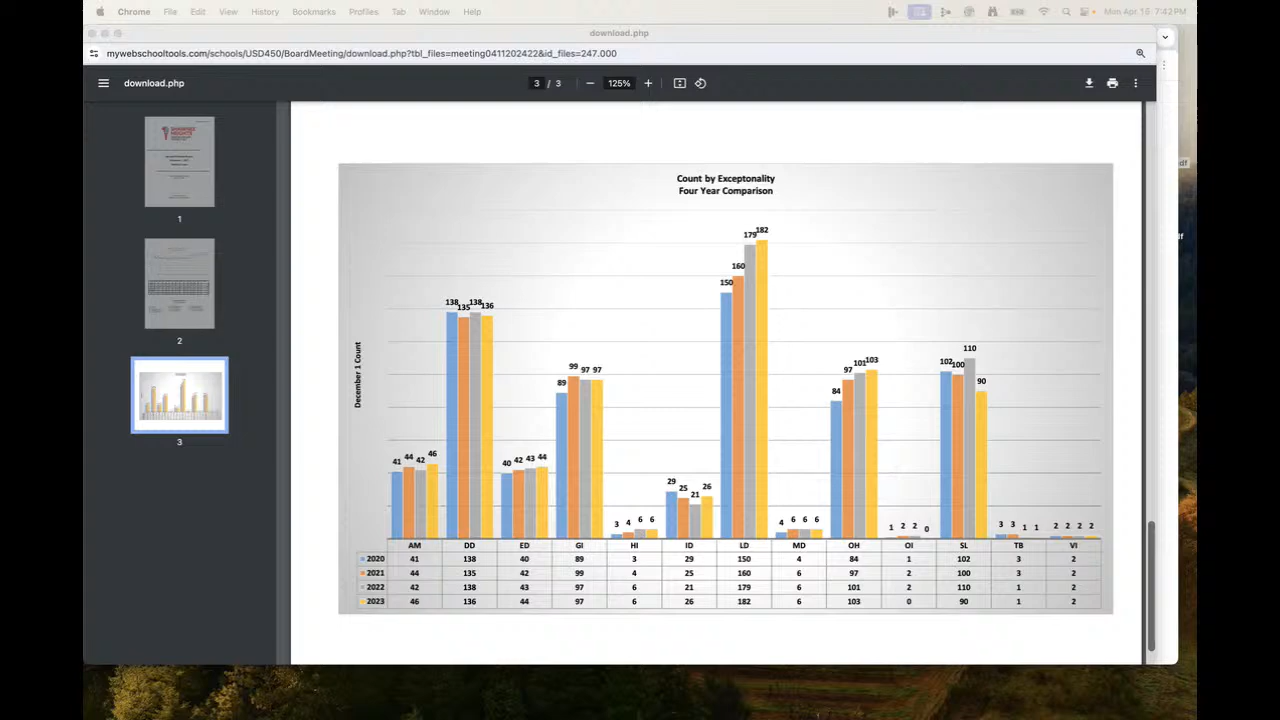 Chrome File Edit View History Bookmarks Profiles Tab Window Help Mon Apr 15 7:42PM
download.php
mywebschooltools.com/schools/USD450/BoardMeeting/download.php?tbl_files=meeting0411202422&id_files=247.000
download.php 3 / 3 125%
1
2
3
Count by Exceptonality
Four Year Comparison
December 1 Count
41 44 42 46
138 135 138 136
40 42 43 44
89 99 97 97
3 4 6 6
29 25 21 26
150 160 179 182
4 6 6 6
84 97 101 103
1 2 2 0
102 100 110 90
3 3 1 1
2 2 2 2
AM DD ED GI HI ID LD MD OH OI SL TB VI
2020 41 138 40 89 3 29 150 4 84 1 102 3 2
2021 44 135 42 99 4 25 160 6 97 2 100 3 2
2022 42 138 43 97 6 21 179 6 101 2 110 1 2
2023 46 136 44 97 6 26 182 6 103 0 90 1 2